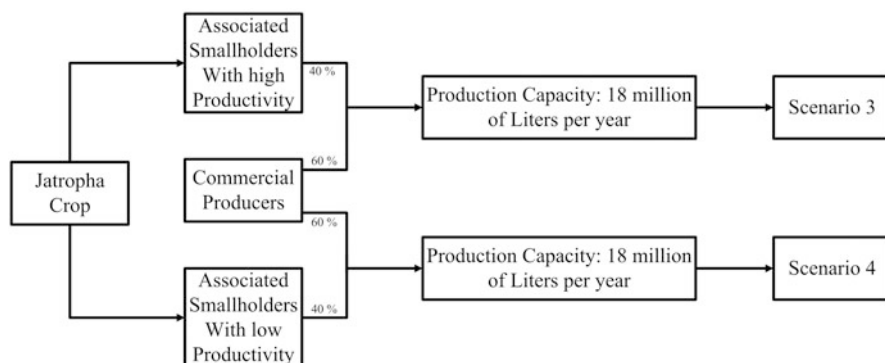 Associated
Smallholders
With high
Productivity
40 %
Production Capacity: 18 million
of Liters per year
Scenario 3
60 %
Jatropha
Crop
Commercial
Producers
60 %
Production Capacity: 18 million
of Liters per year
Scenario 4
Associated
Smallholders
With low
Productivity
40 %